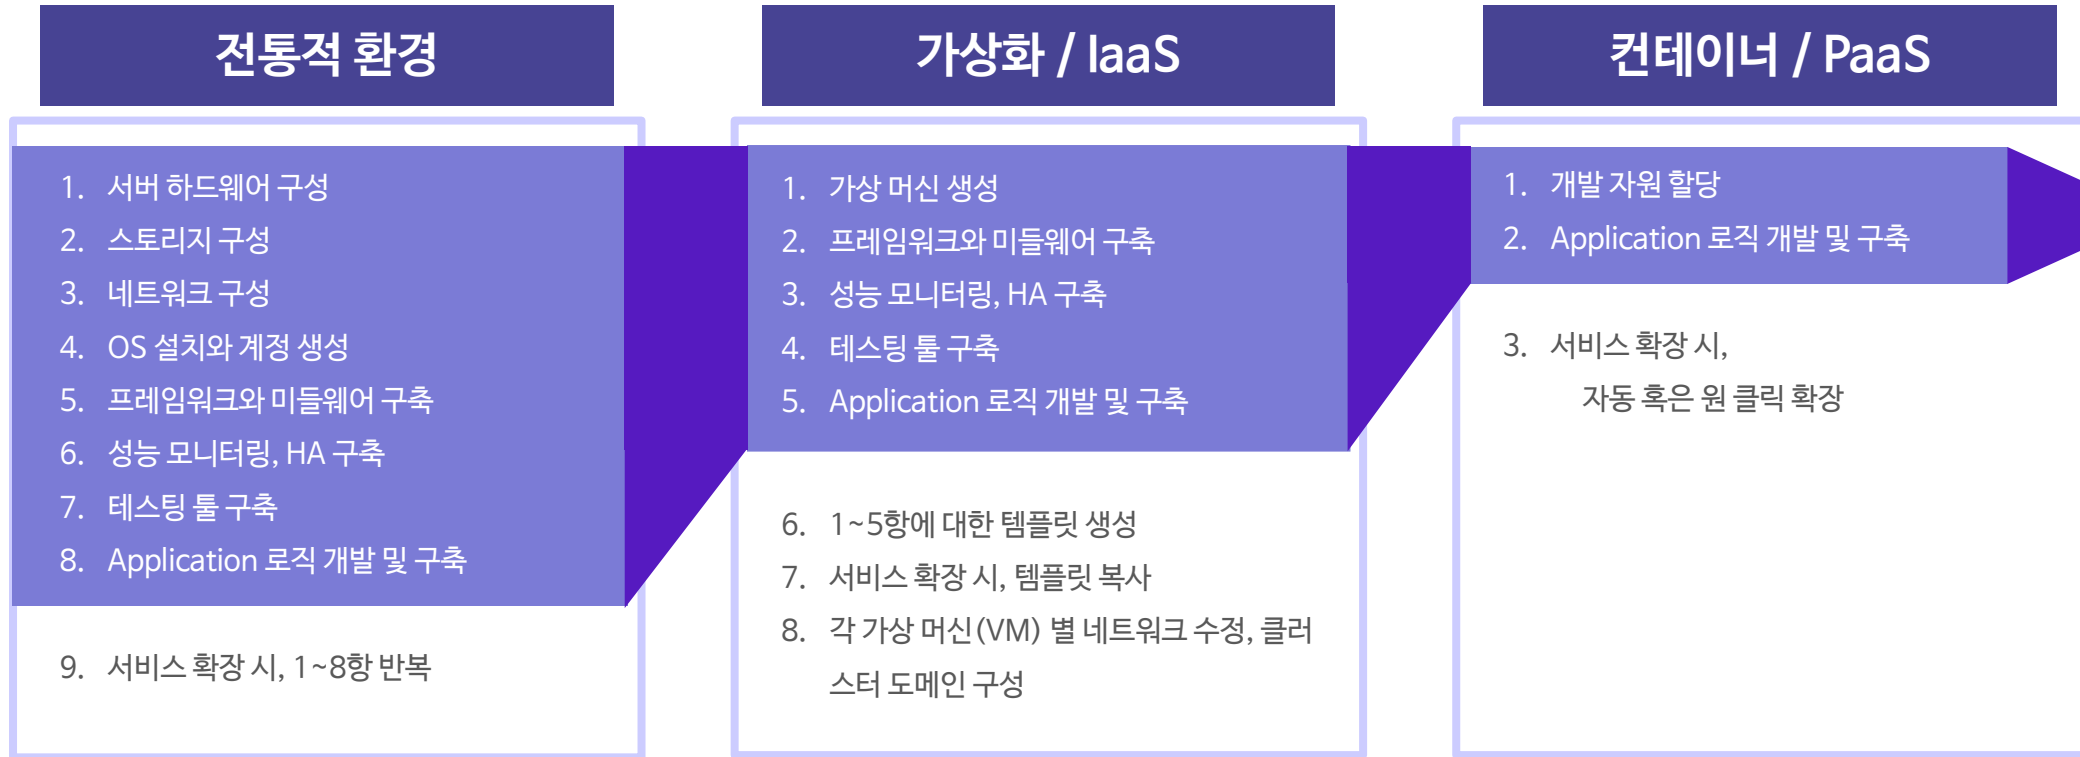 전통적 환경
1. 서버 하드웨어 구성
2. 스토리지 구성
3. 네트워크 구성
4. OS 설치와 계정 생성
5. 프레임워크와 미들웨어 구축
6. 성능 모니터링, HA 구축
7. 테스팅 툴 구축
8. Application 로직 개발 및 구축
9. 서비스 확장 시, 1~8항 반복
가상화 / IaaS
1. 가상 머신 생성
2. 프레임워크와 미들웨어 구축
3. 성능 모니터링, HA 구축
4. 테스팅 툴 구축
5. Application 로직 개발 및 구축
6. 1~5항에 대한 템플릿 생성
7. 서비스 확장 시, 템플릿 복사
8. 각 가상 머신(VM) 별 네트워크 수정, 클러
스터 도메인 구성
컨테이너 / PaaS
1. 개발 자원 할당
2. Application 로직 개발 및 구축
3. 서비스 확장 시,
자동 혹은 원 클릭 확장